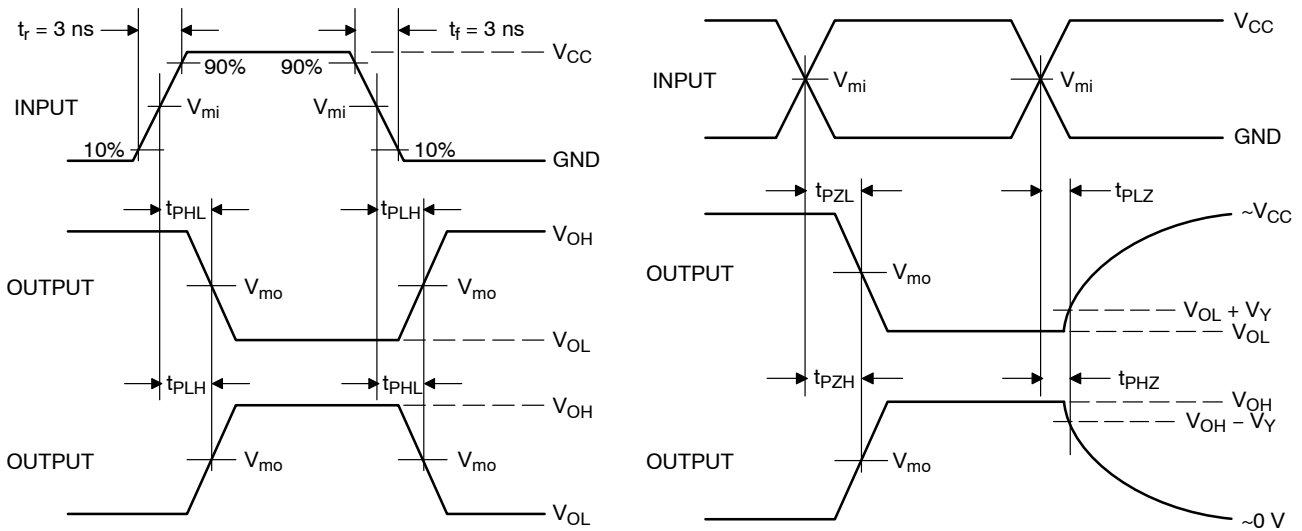 tr = 3 ns
tf = 3 ns
VCC
90%
90%
INPUT
Vmi
Vmi
10%
10%
GND
tPHL
tPLH
VOH
OUTPUT
Vmo
Vmo
VOL
tPLH
tPHL
VOH
OUTPUT
Vmo
Vmo
VOL
VCC
INPUT
Vmi
Vmi
GND
tPZL
tPLZ
~VCC
OUTPUT
Vmo
VOL + VY
VOL
tPZH
tPHZ
VOH
VOH − VY
OUTPUT
Vmo
~0 V